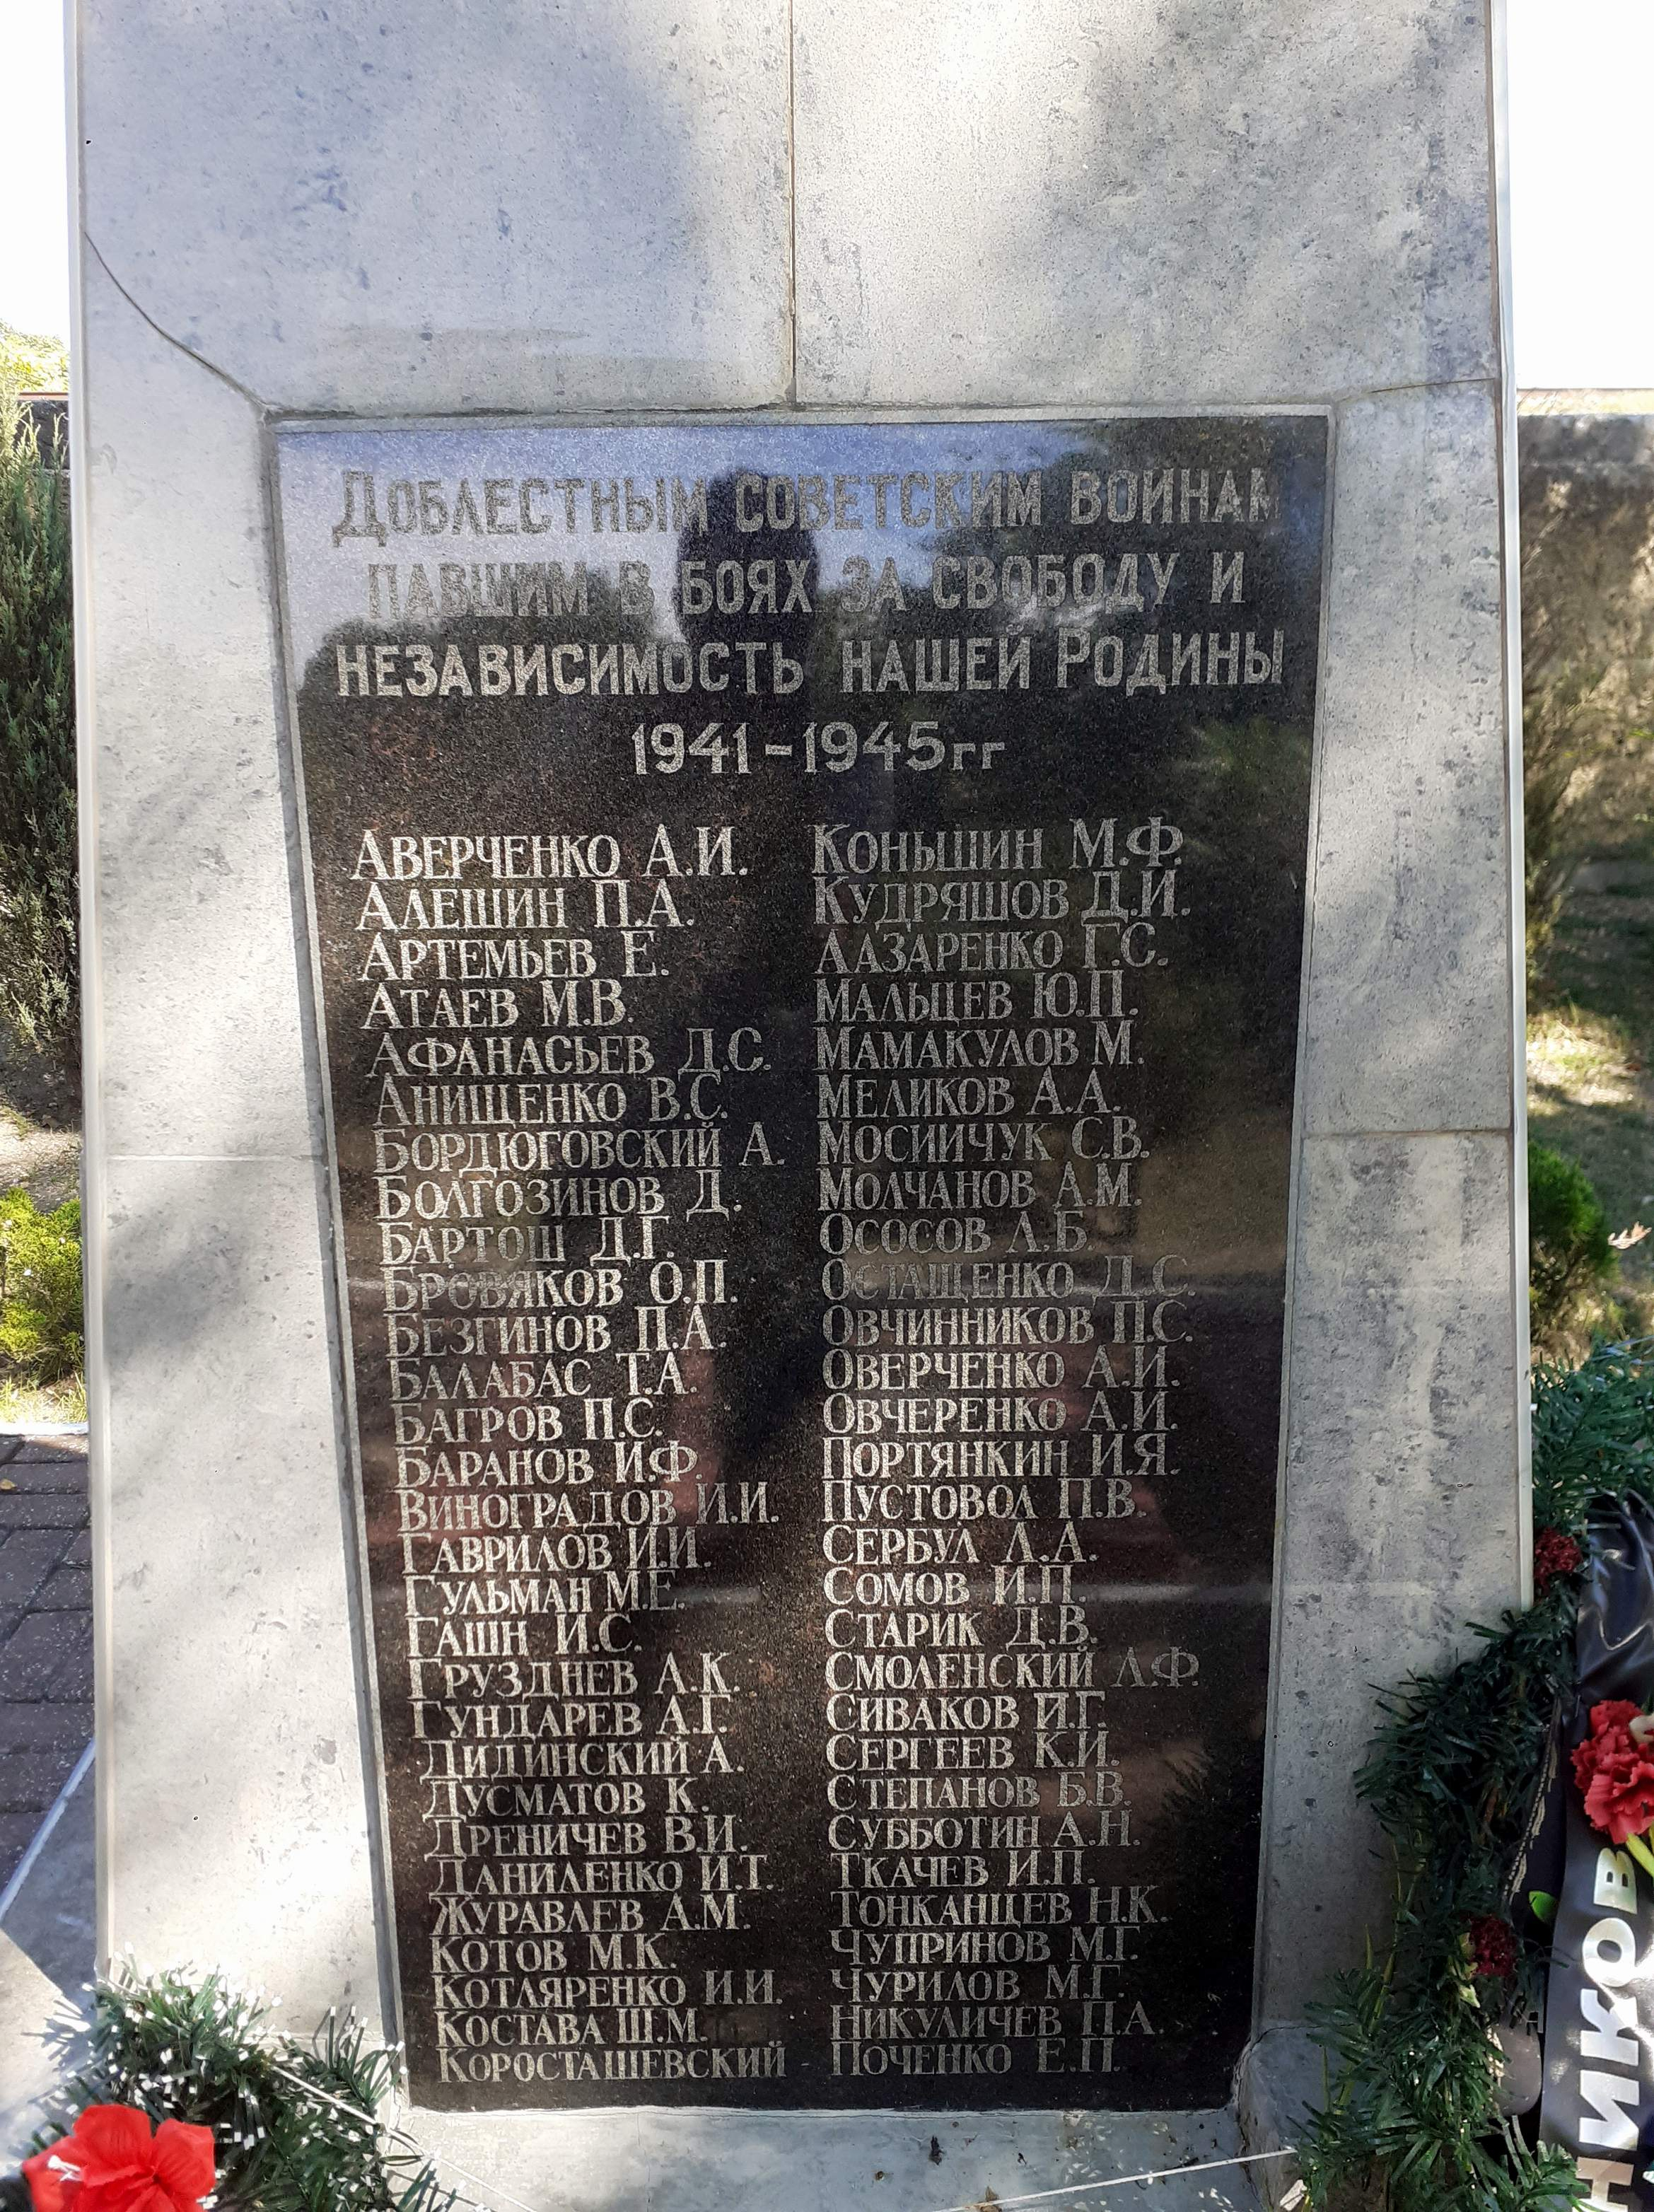 Доблестным советским воинам
павшим в боях за свободу и
независимость нашей Родины
1941-1945гг
Аверченко А.И.
Алешин П.А.
Артемьев Е.
Атаев М.В.
Афанасьев Д.С.
Анищенко В.С.
Бордюговский А.
Болгозинов Д.
Бартош Д.Г.
Бровяков О.П.
Безгинов П.А.
Балабас Т.А.
Багров П.С.
Баранов И.Ф.
Виноградов И.И.
Гаврилов И.И.
Гульман М.Е.
Гашн И.С.
Грузднев А.К.
Гундарев А.Г.
Дидинский А.
Дусматов К.
Дреничев В.И.
Даниленко И.Т.
Журавлев А.М.
Котов М.К.
Котляренко И.И.
Костава Ш.М.
Коросташевский -
Коньшин М.Ф.
Кудряшов Д.И.
Лазаренко Г.С.
Мальцев Ю.П.
Мамакулов М.
Меликов А.А.
Мосиичук С.В.
Молчанов А.М.
Ососов Л.Б.
Остащенко Д.С.
Овчинников П.С.
Оверченко А.И.
Овчеренко А.И.
Портянкин И.Я.
Пустовол П.В.
Сербул Л.А.
Сомов И.П.
Старик Д.В.
Смоленский Л.Ф.
Сиваков И.Г.
Сергеев К.И.
Степанов Б.В.
Субботин А.Н.
Ткачев И.П.
Тонканцев Н.К.
Чупринов М.Г.
Чурилов М.Г.
Никуличев П.А.
Поченко Е.П.
НИКОВ